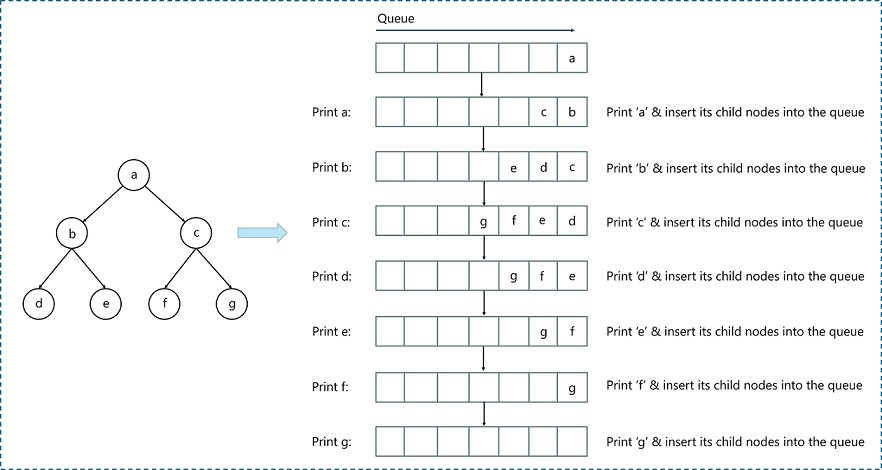 Queue
a
Print a: c b Print 'a' & insert its child nodes into the queue
Print b: e d c Print 'b' & insert its child nodes into the queue
Print c: g f e d Print 'c' & insert its child nodes into the queue
Print d: g f e Print 'd' & insert its child nodes into the queue
Print e: g f Print 'e' & insert its child nodes into the queue
Print f: g Print 'f' & insert its child nodes into the queue
Print g: Print 'g' & insert its child nodes into the queue
a
b c
d e f g